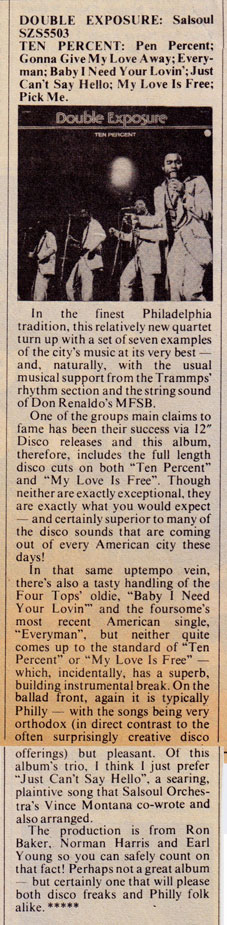 DOUBLE EXPOSURE: Salsoul
SZS5503
TEN PERCENT: Pen Percent;
Gonna Give My Love Away; Every-
man; Baby I Need Your Lovin'; Just
Can't Say Hello; My Love Is Free;
Pick Me.
Double Exposure
TEN PERCENT
In the finest Philadelphia
tradition, this relatively new quartet
turn up with a set of seven examples
of the city's music at its very best —
and, naturally, with the usual
musical support from the Trammps'
rhythm section and the string sound
of Don Renaldo's MFSB.
One of the groups main claims to
fame has been their success via 12"
Disco releases and this album,
therefore, includes the full length
disco cuts on both "Ten Percent"
and "My Love Is Free". Though
neither are exactly exceptional, they
are exactly what you would expect
— and certainly superior to many of
the disco sounds that are coming
out of every American city these
days!
In that same uptempo vein,
there's also a tasty handling of the
Four Tops' oldie, "Baby I Need
Your Lovin'" and the foursome's
most recent American single,
"Everyman", but neither quite
comes up to the standard of "Ten
Percent" or "My Love Is Free" —
which, incidentally, has a superb,
building instrumental break. On the
ballad front, again it is typically
Philly — with the songs being very
orthodox (in direct contrast to the
often surprisingly creative disco
offerings) but pleasant. Of this
album's trio, I think I just prefer
"Just Can't Say Hello", a searing,
plaintive song that Salsoul Orches-
tra's Vince Montana co-wrote and
also arranged.
The production is from Ron
Baker, Norman Harris and Earl
Young so you can safely count on
that fact! Perhaps not a great album
— but certainly one that will please
both disco freaks and Philly folk
alike. *****